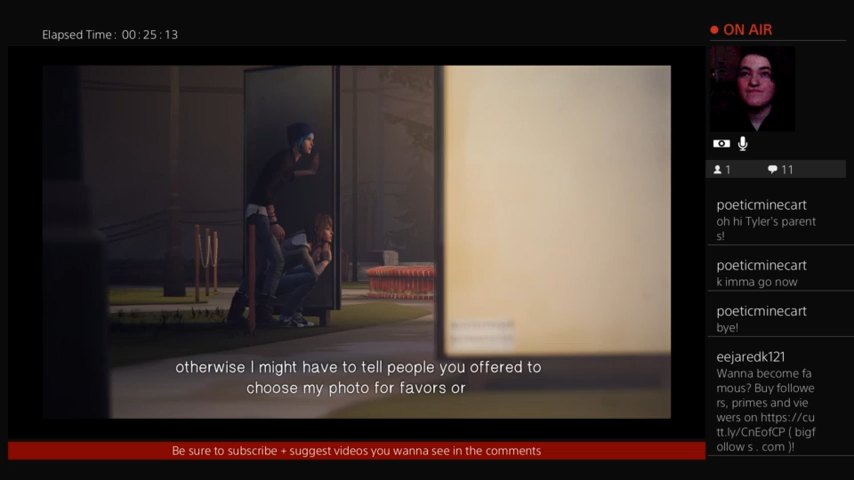 Elapsed Time: 00:25:13
ON AIR
1
11
poeticminecart
oh hi Tyler's parent
s!
poeticminecart
k imma go now
poeticminecart
bye!
eejaredk121
Wanna become fa
mous? Buy followe
rs, primes and vie
wers on https://cu
tt.ly/CnEofCP ( bigf
ollow s . com )!
otherwise I might have to tell people you offered to
choose my photo for favors or
Be sure to subscribe + suggest videos you wanna see in the comments